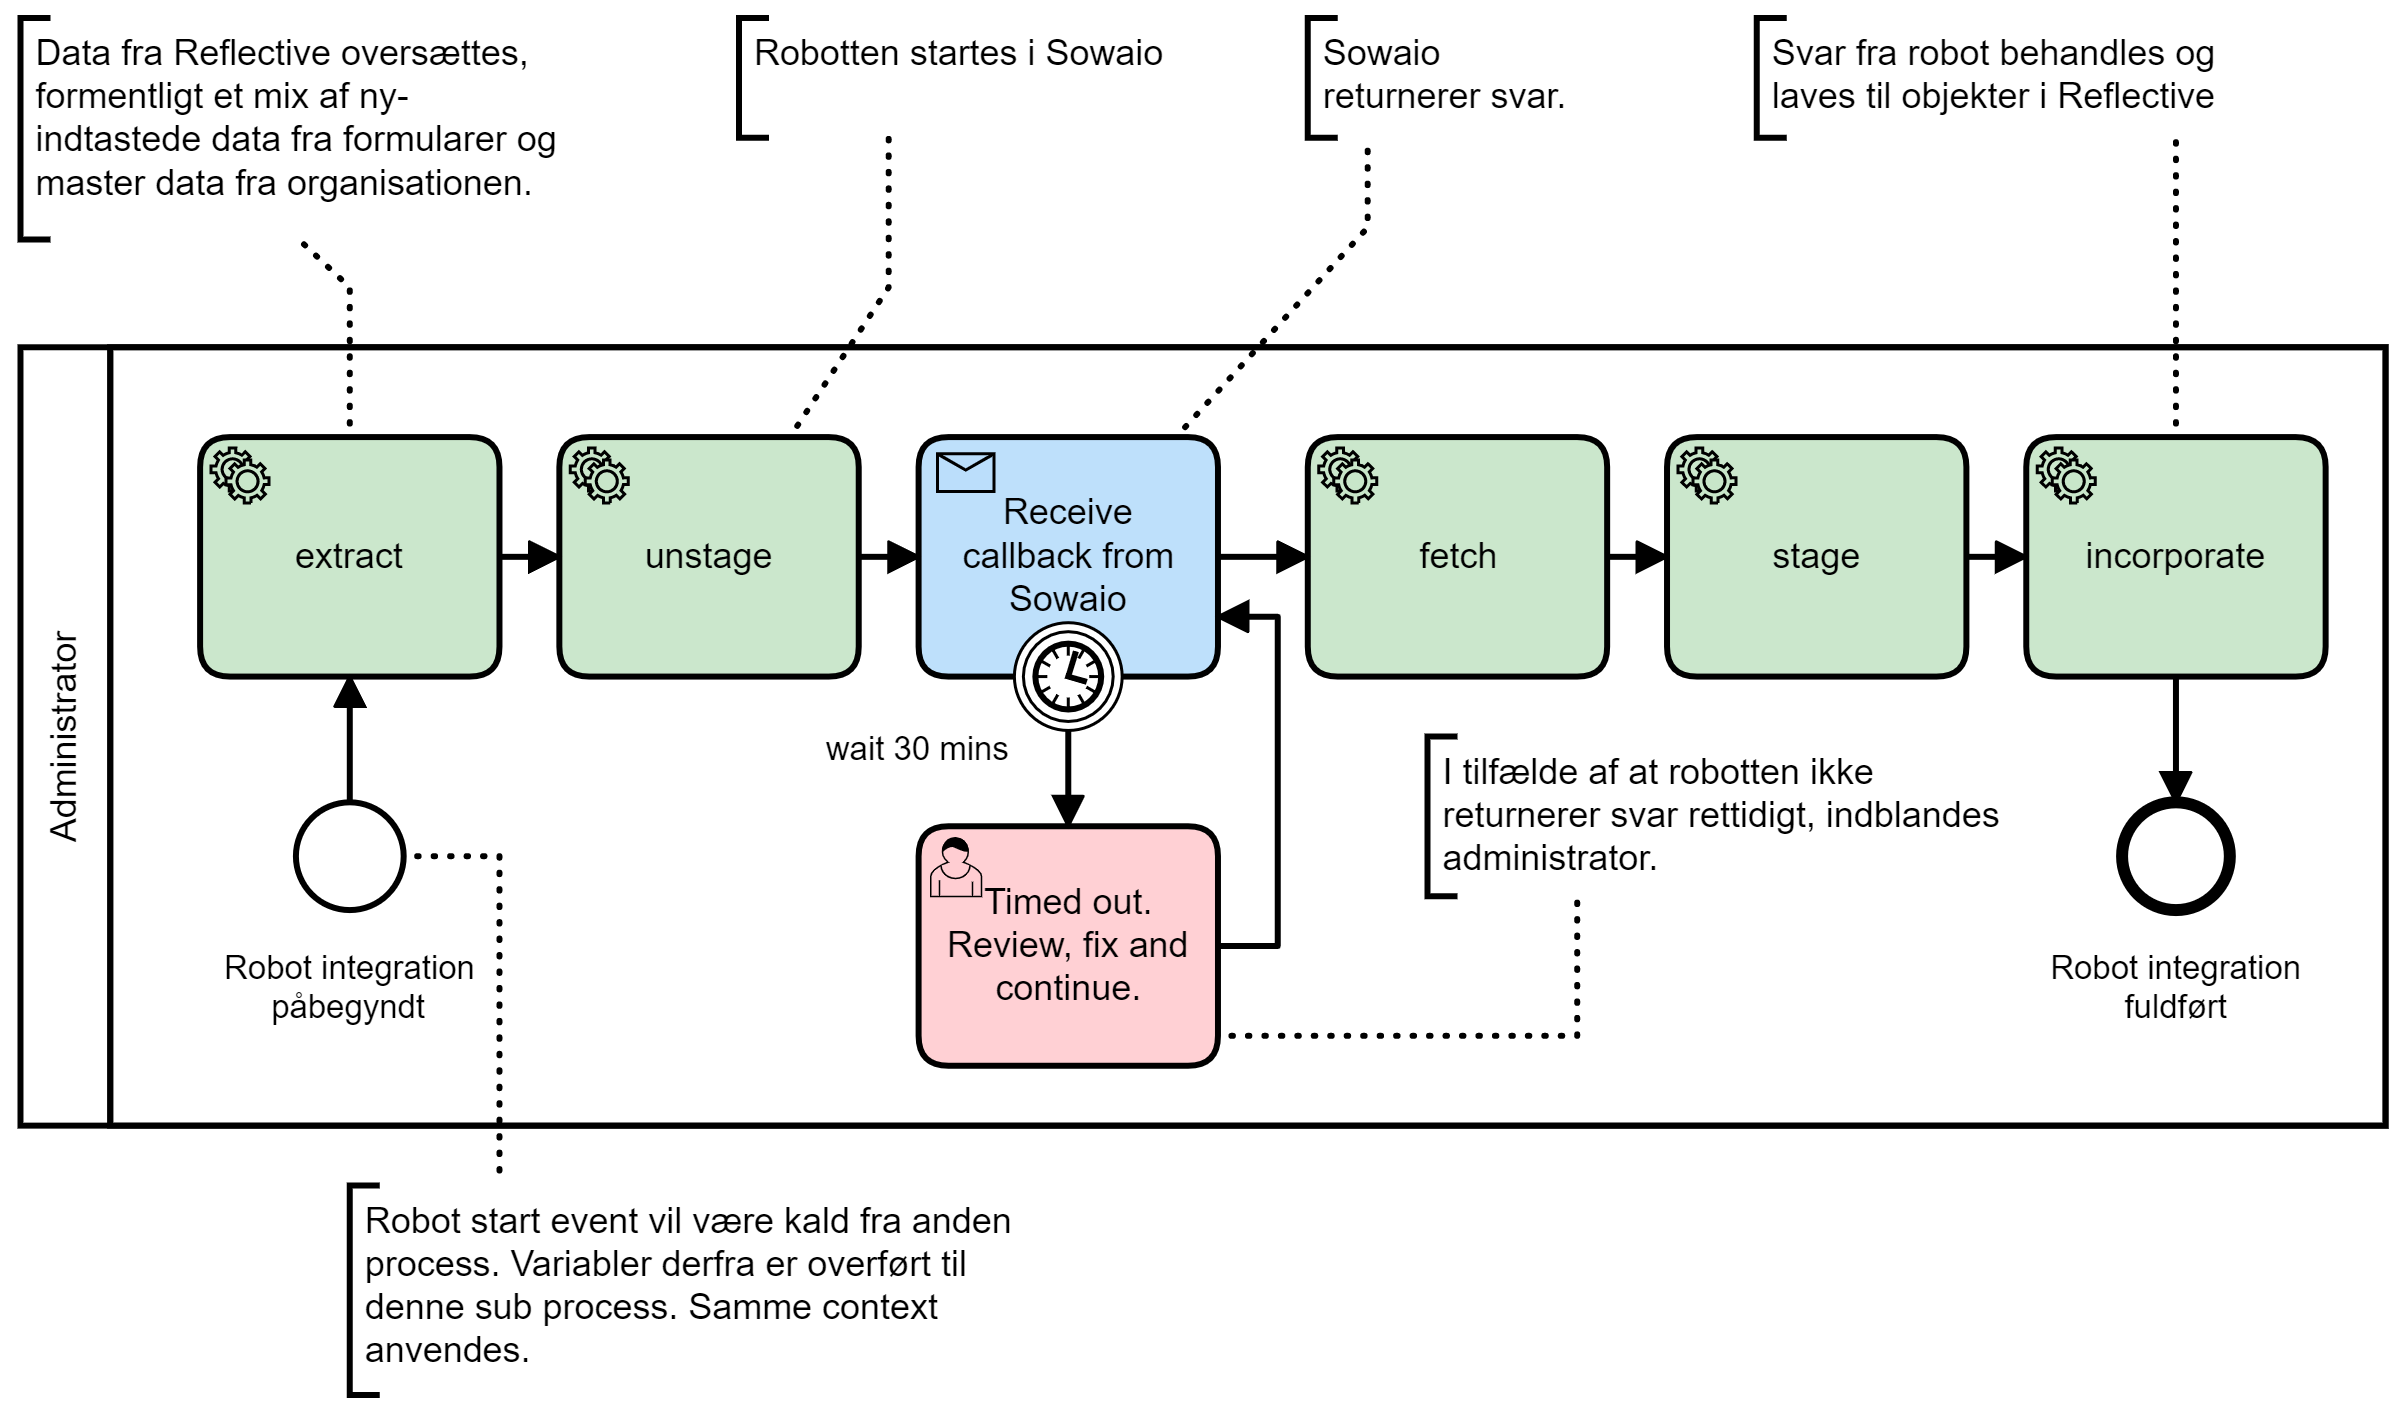 Data fra Reflective oversættes,
formentligt et mix af ny-
indtastede data fra formularer og
master data fra organisationen.
Robotten startes i Sowaio
Sowaio
returnerer svar.
Svar fra robot behandles og
laves til objekter i Reflective
Administrator
extract
unstage
Receive
callback from
Sowaio
fetch
stage
incorporate
wait 30 mins
I tilfælde af at robotten ikke
returnerer svar rettidigt, indblandes
administrator.
Timed out.
Review, fix and
continue.
Robot integration
påbegyndt
Robot integration
fuldført
Robot start event vil være kald fra anden
process. Variabler derfra er overført til
denne sub process. Samme context
anvendes.